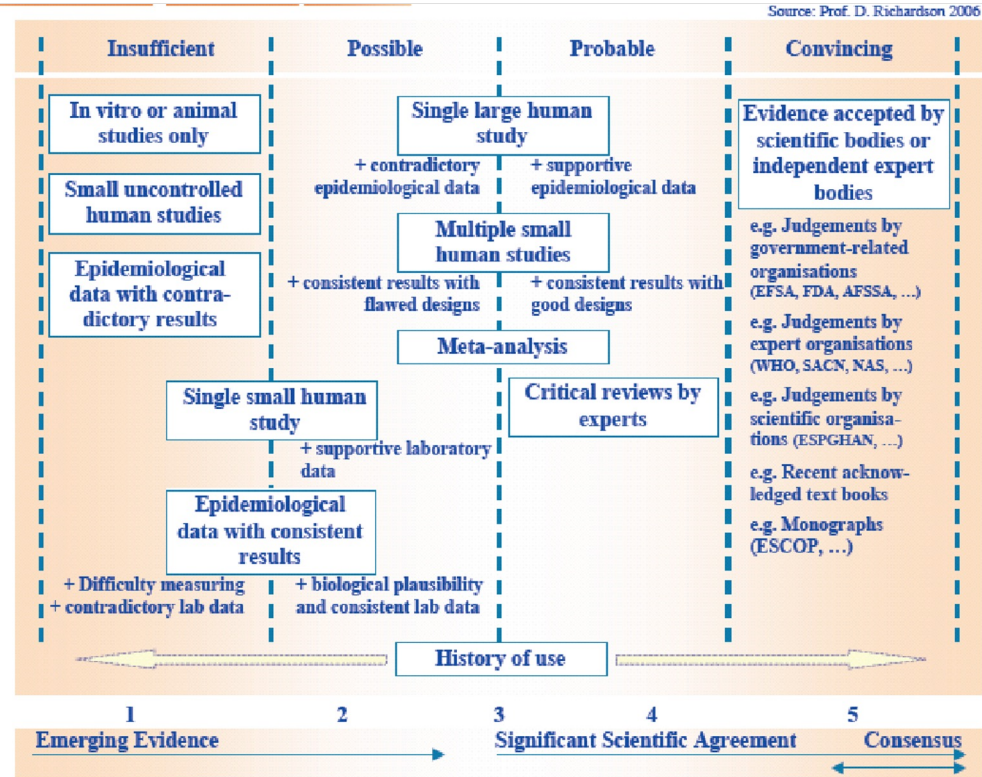 Source: Prof. D. Richardson 2006
Insufficient
Possible
Probable
Convincing
In vitro or animal
studies only
Small uncontrolled
human studies
Epidemiological
data with contra-
dictory results
Single large human
study
+ contradictory
epidemiological data
+ supportive
epidemiological data
Multiple small
human studies
+ consistent results with
flawed designs
+ consistent results with
good designs
Meta-analysis
Single small human
study
+ supportive laboratory
data
Critical reviews by
experts
Epidemiological
data with consistent
results
+ Difficulty measuring
+ contradictory lab data
+ biological plausibility
and consistent lab data
Evidence accepted by
scientific bodies or
independent expert
bodies
e.g. Judgements by
government-related
organisations
(EFSA, FDA, AFSSA, ...)
e.g. Judgements by
expert organisations
(WHO, SACN, NAS, ...)
e.g. Judgements by
scientific organisa-
tions (ESPGHAN, ...)
e.g. Recent acknow-
ledged text books
e.g. Monographs
(ESCOP, ...)
History of use
1
2
3
4
5
Emerging Evidence
Significant Scientific Agreement
Consensus